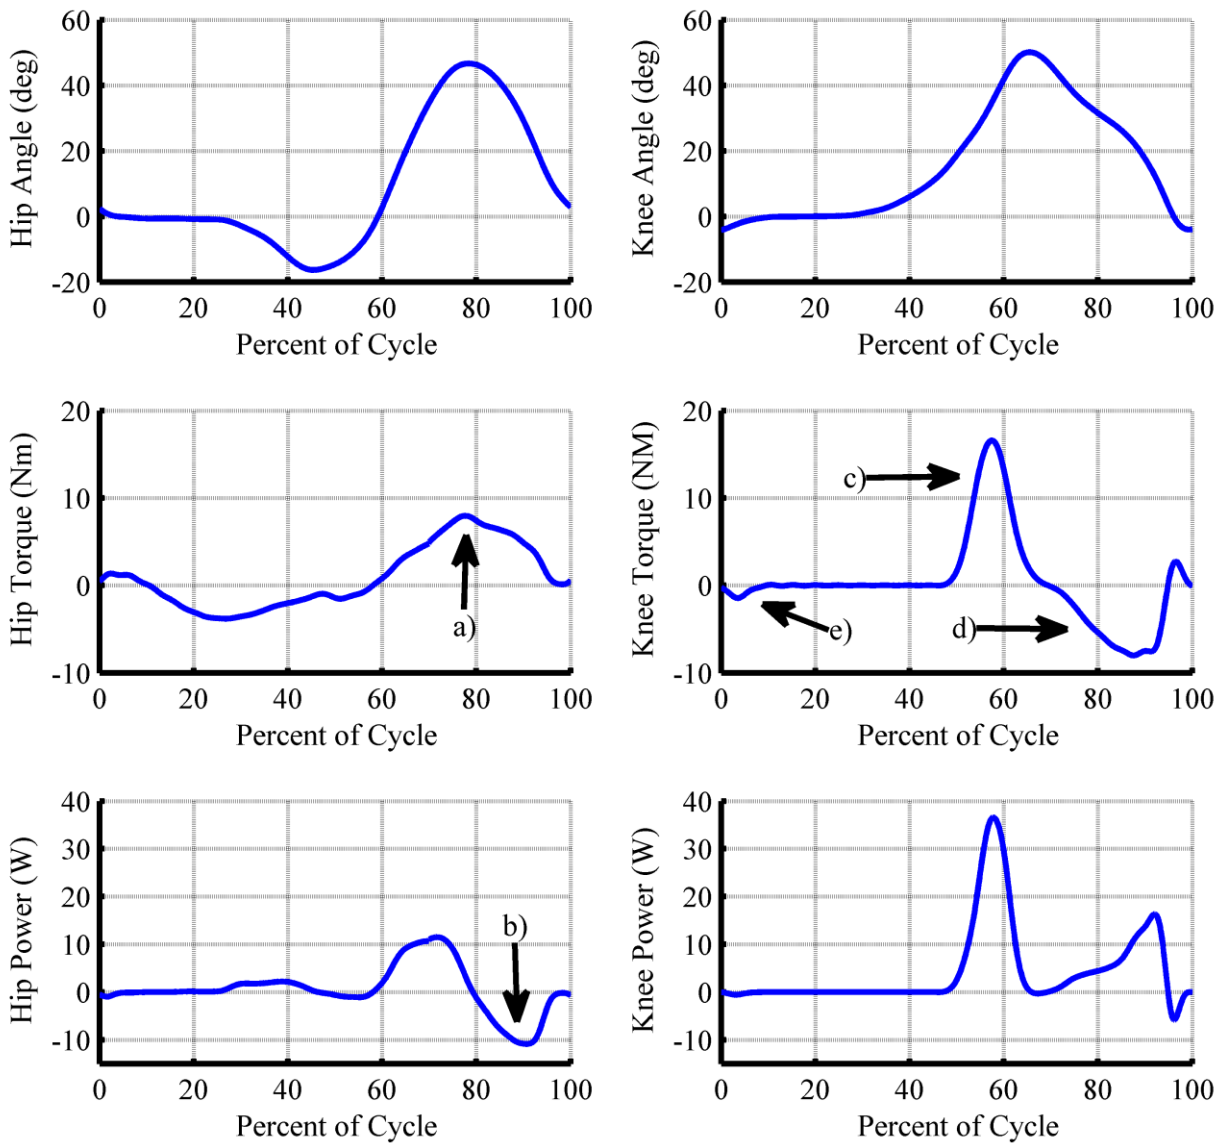 Hip Angle (deg)
60
40
20
0
-20
0 20 40 60 80 100
Percent of Cycle
Knee Angle (deg)
60
40
20
0
-20
0 20 40 60 80 100
Percent of Cycle
Hip Torque (Nm)
20
10
0
-10
a)
0 20 40 60 80 100
Percent of Cycle
Knee Torque (NM)
20
10
0
-10
c)
e)
d)
0 20 40 60 80 100
Percent of Cycle
Hip Power (W)
40
30
20
10
0
-10
b)
0 20 40 60 80 100
Percent of Cycle
Knee Power (W)
40
30
20
10
0
-10
0 20 40 60 80 100
Percent of Cycle